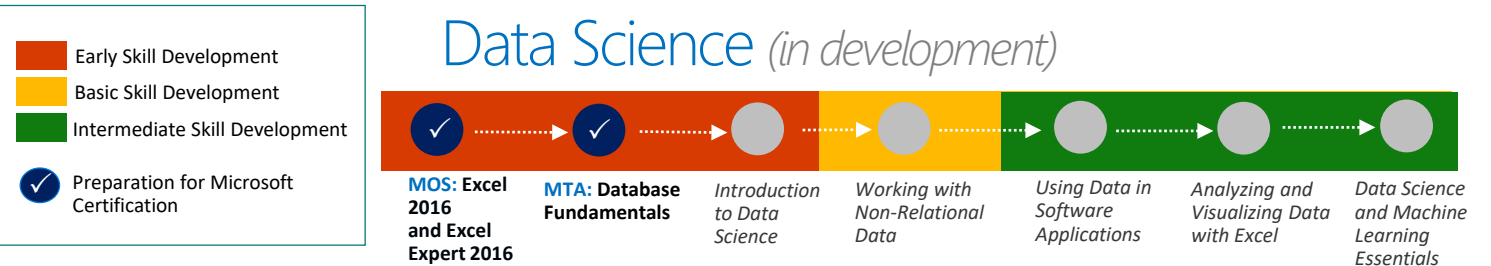 Early Skill Development
Basic Skill Development
Intermediate Skill Development
Preparation for Microsoft
Certification
Data Science (in development)
MOS: Excel
2016
and Excel
Expert 2016
MTA: Database
Fundamentals
Introduction
to Data
Science
Working with
Non-Relational
Data
Using Data in
Software
Applications
Analyzing and
Visualizing Data
with Excel
Data Science
and Machine
Learning
Essentials